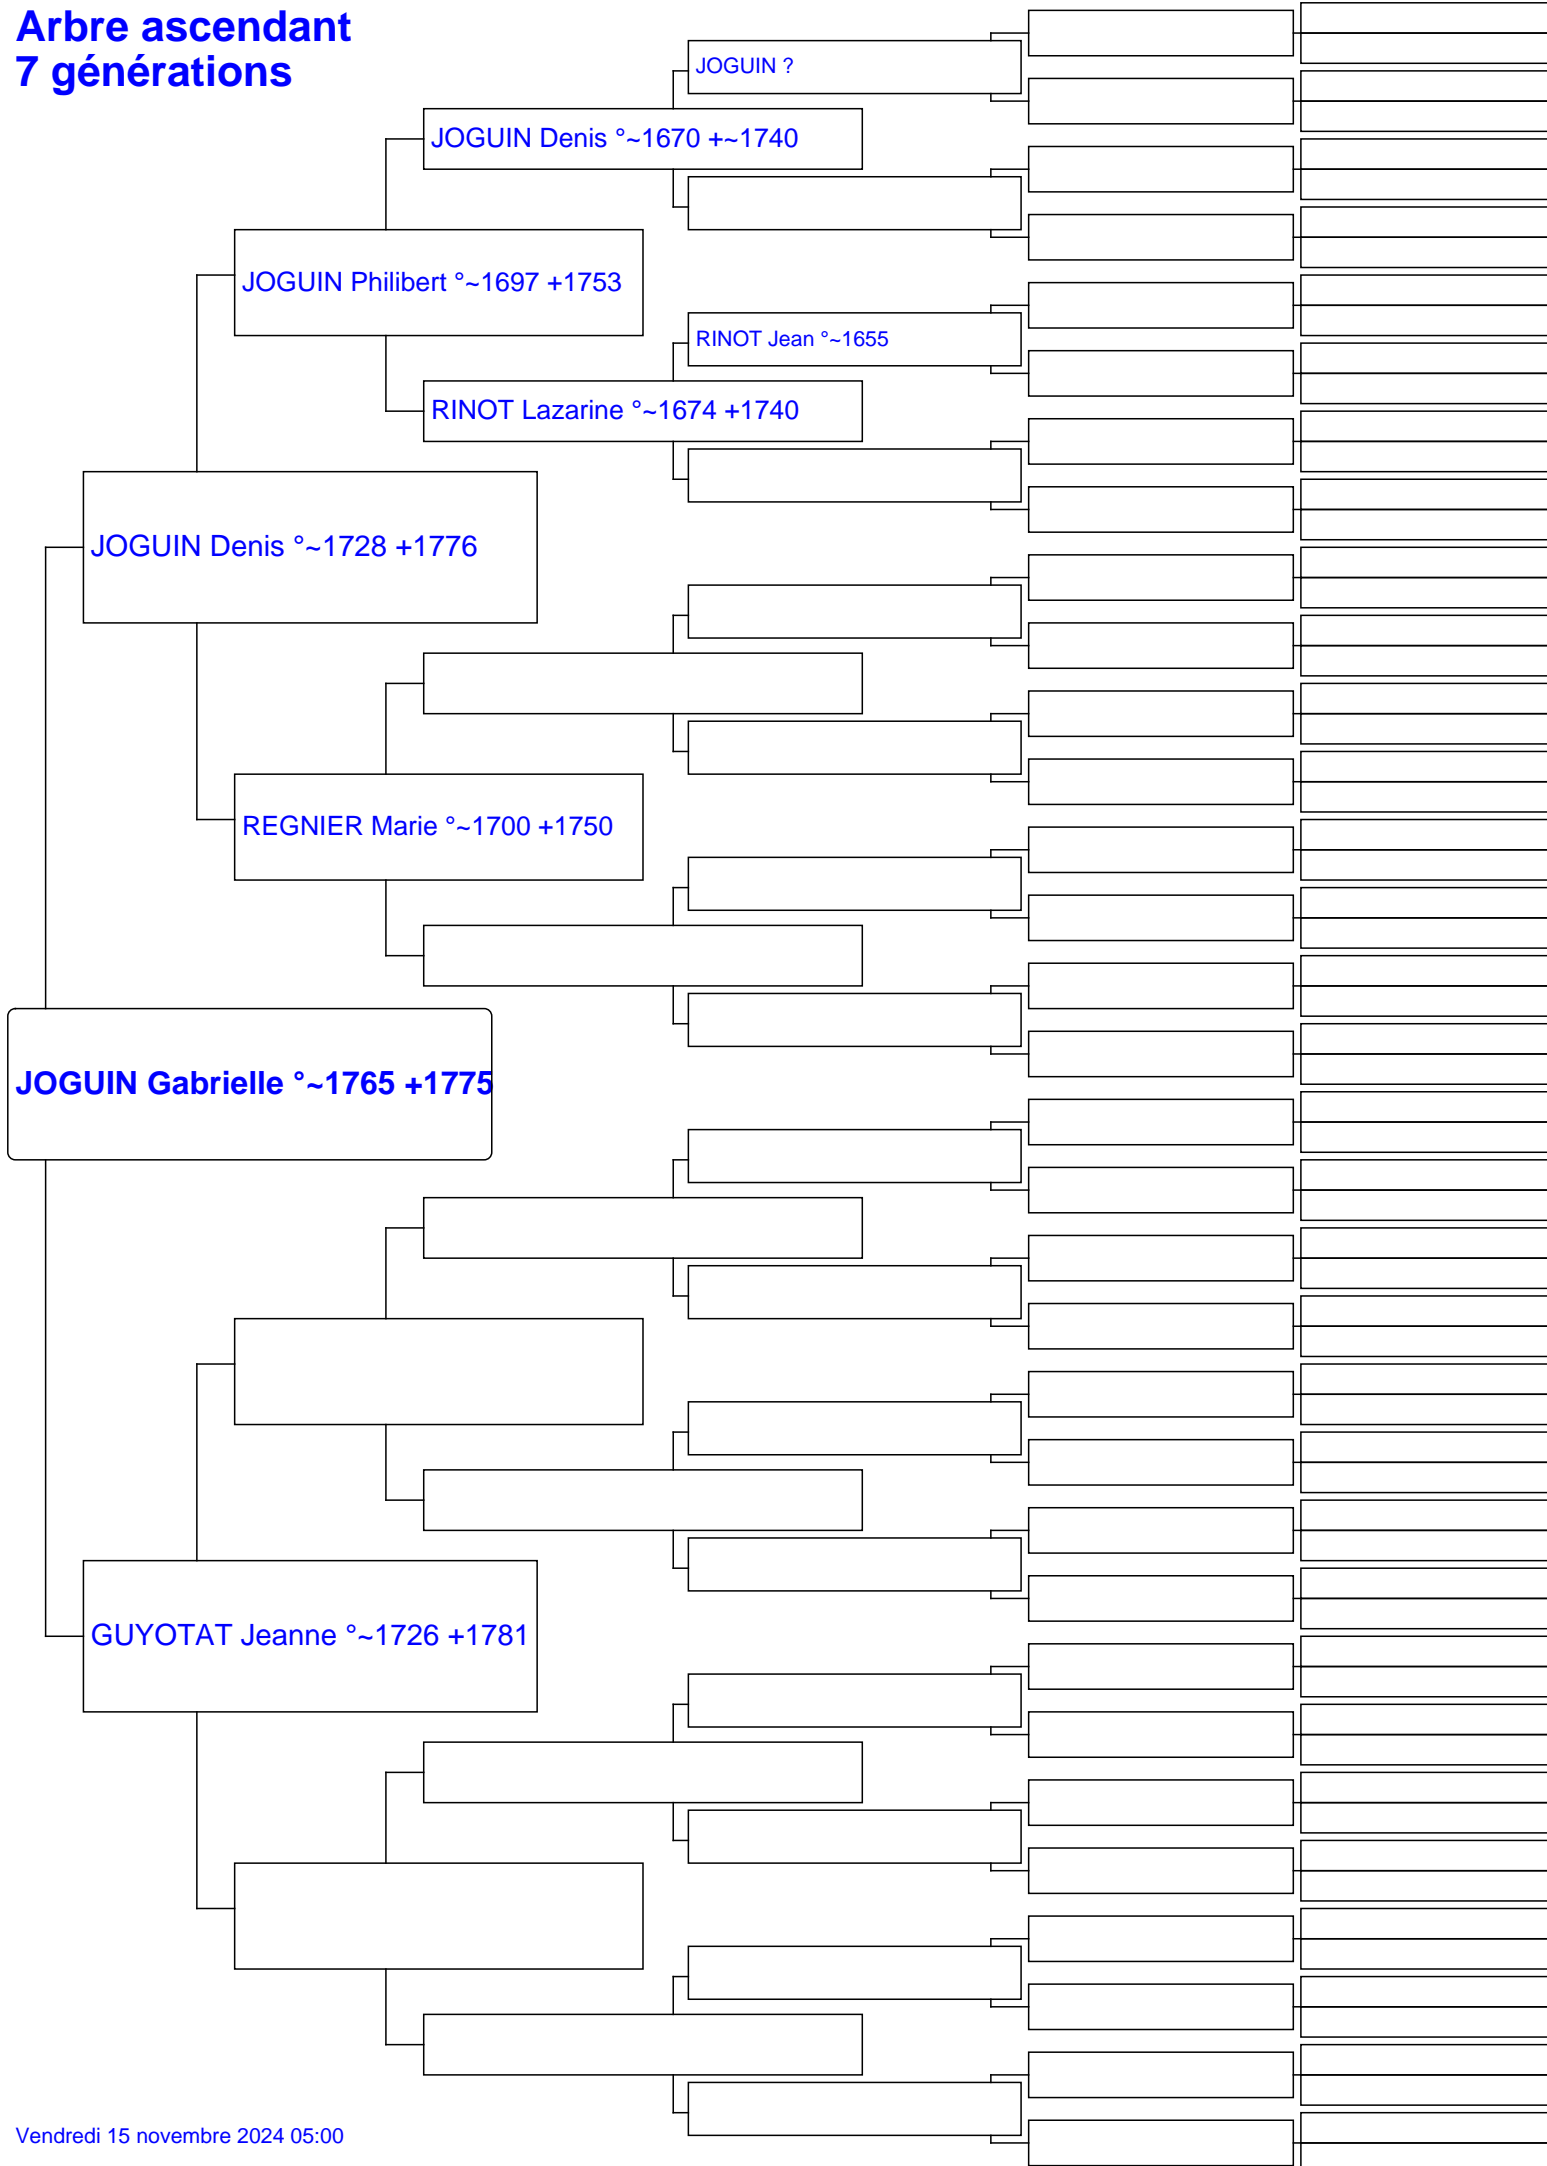 Arbre ascendant
7 générations
JOGUIN ?
JOGUIN Denis °~1670 +~1740
JOGUIN Philibert °~1697 +1753
RINOT Jean °~1655
RINOT Lazarine °~1674 +1740
JOGUIN Denis °~1728 +1776
REGNIER Marie °~1700 +1750
JOGUIN Gabrielle °~1765 +1775
GUYOTAT Jeanne °~1726 +1781
Vendredi 15 novembre 2024 05:00